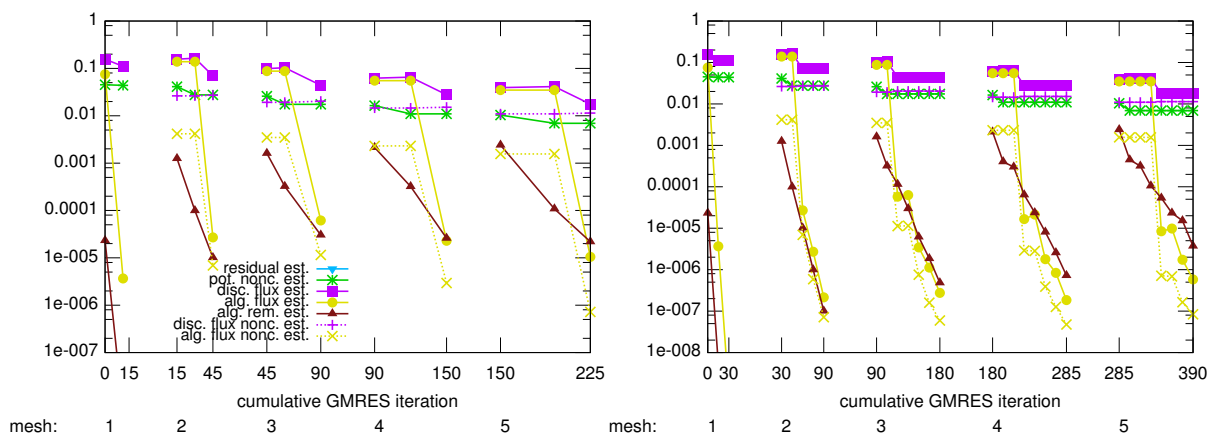 1
0.1
0.01
0.001
0.0001
1e-005
1e-006
1e-007
residual est.
pot. nonc. est.
disc. flux est.
alg. flux est.
alg. rem. est.
disc. flux nonc. est.
alg. flux nonc. est.
0 15 15 45 45 90 90 150 150 225
cumulative GMRES iteration
mesh: 1 2 3 4 5
1
0.1
0.01
0.001
0.0001
1e-005
1e-006
1e-007
1e-008
0 30 30 90 90 180 180 285 285 390
cumulative GMRES iteration
mesh: 1 2 3 4 5